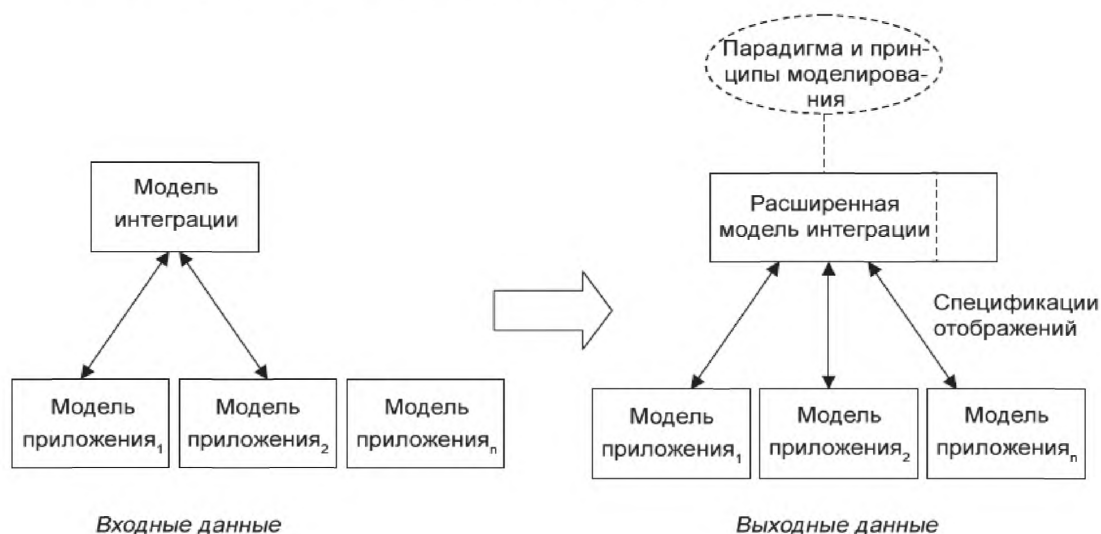 Парадигма и прин-
ципы моделирова-
ния
Модель
интеграции
Расширенная
модель интеграции
Спецификации
отображений
Модель
приложения₁
Модель
приложения₂
Модель
приложенияₙ
Модель
приложения₁
Модель
приложения₂
Модель
приложенияₙ
Входные данные
Выходные данные